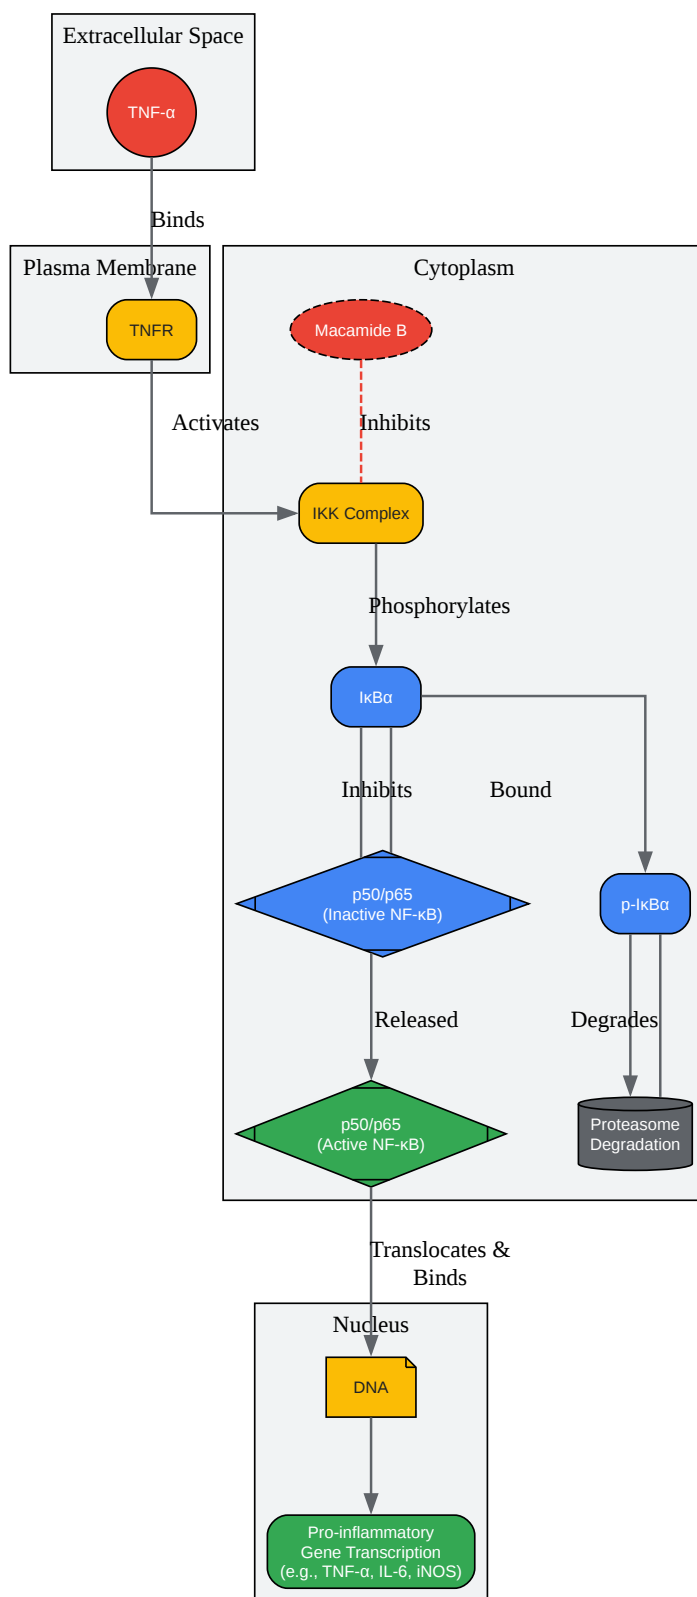 Extracellular Space
TNF-α
Binds
Plasma Membrane
Cytoplasm
TNFR
Macamide B
Activates
Inhibits
IKK Complex
Phosphorylates
IκBα
Inhibits
Bound
p50/p65
(Inactive NF-κB)
p-IκBα
Released
Degrades
p50/p65
(Active NF-κB)
Proteasome
Degradation
Translocates &
Binds
Nucleus
DNA
Pro-inflammatory
Gene Transcription
(e.g., TNF-α, IL-6, iNOS)